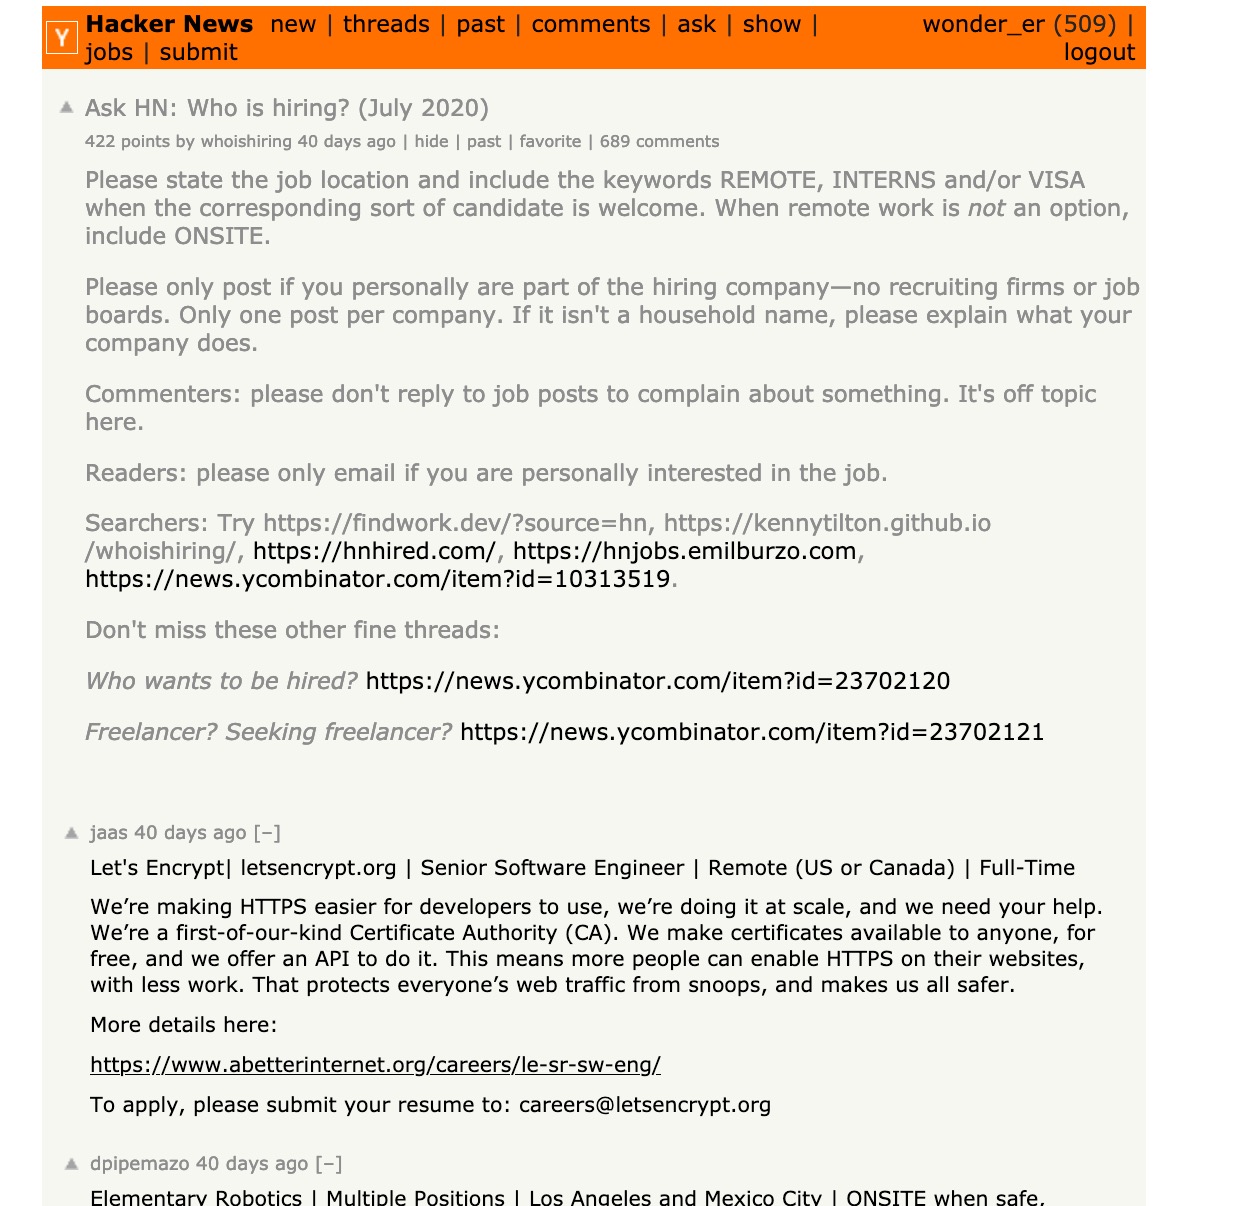 Y Hacker News new | threads | past | comments | ask | show | wonder_er (509) |
jobs | submit logout
Ask HN: Who is hiring? (July 2020)
422 points by whoishiring 40 days ago | hide | past | favorite | 689 comments
Please state the job location and include the keywords REMOTE, INTERNS and/or VISA
when the corresponding sort of candidate is welcome. When remote work is not an option,
include ONSITE.
Please only post if you personally are part of the hiring company—no recruiting firms or job
boards. Only one post per company. If it isn't a household name, please explain what your
company does.
Commenters: please don't reply to job posts to complain about something. It's off topic
here.
Readers: please only email if you are personally interested in the job.
Searchers: Try https://findwork.dev/?source=hn, https://kennytilton.github.io
/whoishiring/, https://hnhired.com/, https://hnjobs.emilburzo.com,
https://news.ycombinator.com/item?id=10313519.
Don't miss these other fine threads:
Who wants to be hired? https://news.ycombinator.com/item?id=23702120
Freelancer? Seeking freelancer? https://news.ycombinator.com/item?id=23702121
jaas 40 days ago [–]
Let's Encrypt| letsencrypt.org | Senior Software Engineer | Remote (US or Canada) | Full-Time
We’re making HTTPS easier for developers to use, we’re doing it at scale, and we need your help.
We’re a first-of-our-kind Certificate Authority (CA). We make certificates available to anyone, for
free, and we offer an API to do it. This means more people can enable HTTPS on their websites,
with less work. That protects everyone’s web traffic from snoops, and makes us all safer.
More details here:
https://www.abetterinternet.org/careers/le-sr-sw-eng/
To apply, please submit your resume to: careers@letsencrypt.org
dpipemazo 40 days ago [–]
Elementary Robotics | Multiple Positions | Los Angeles and Mexico City | ONSITE when safe,